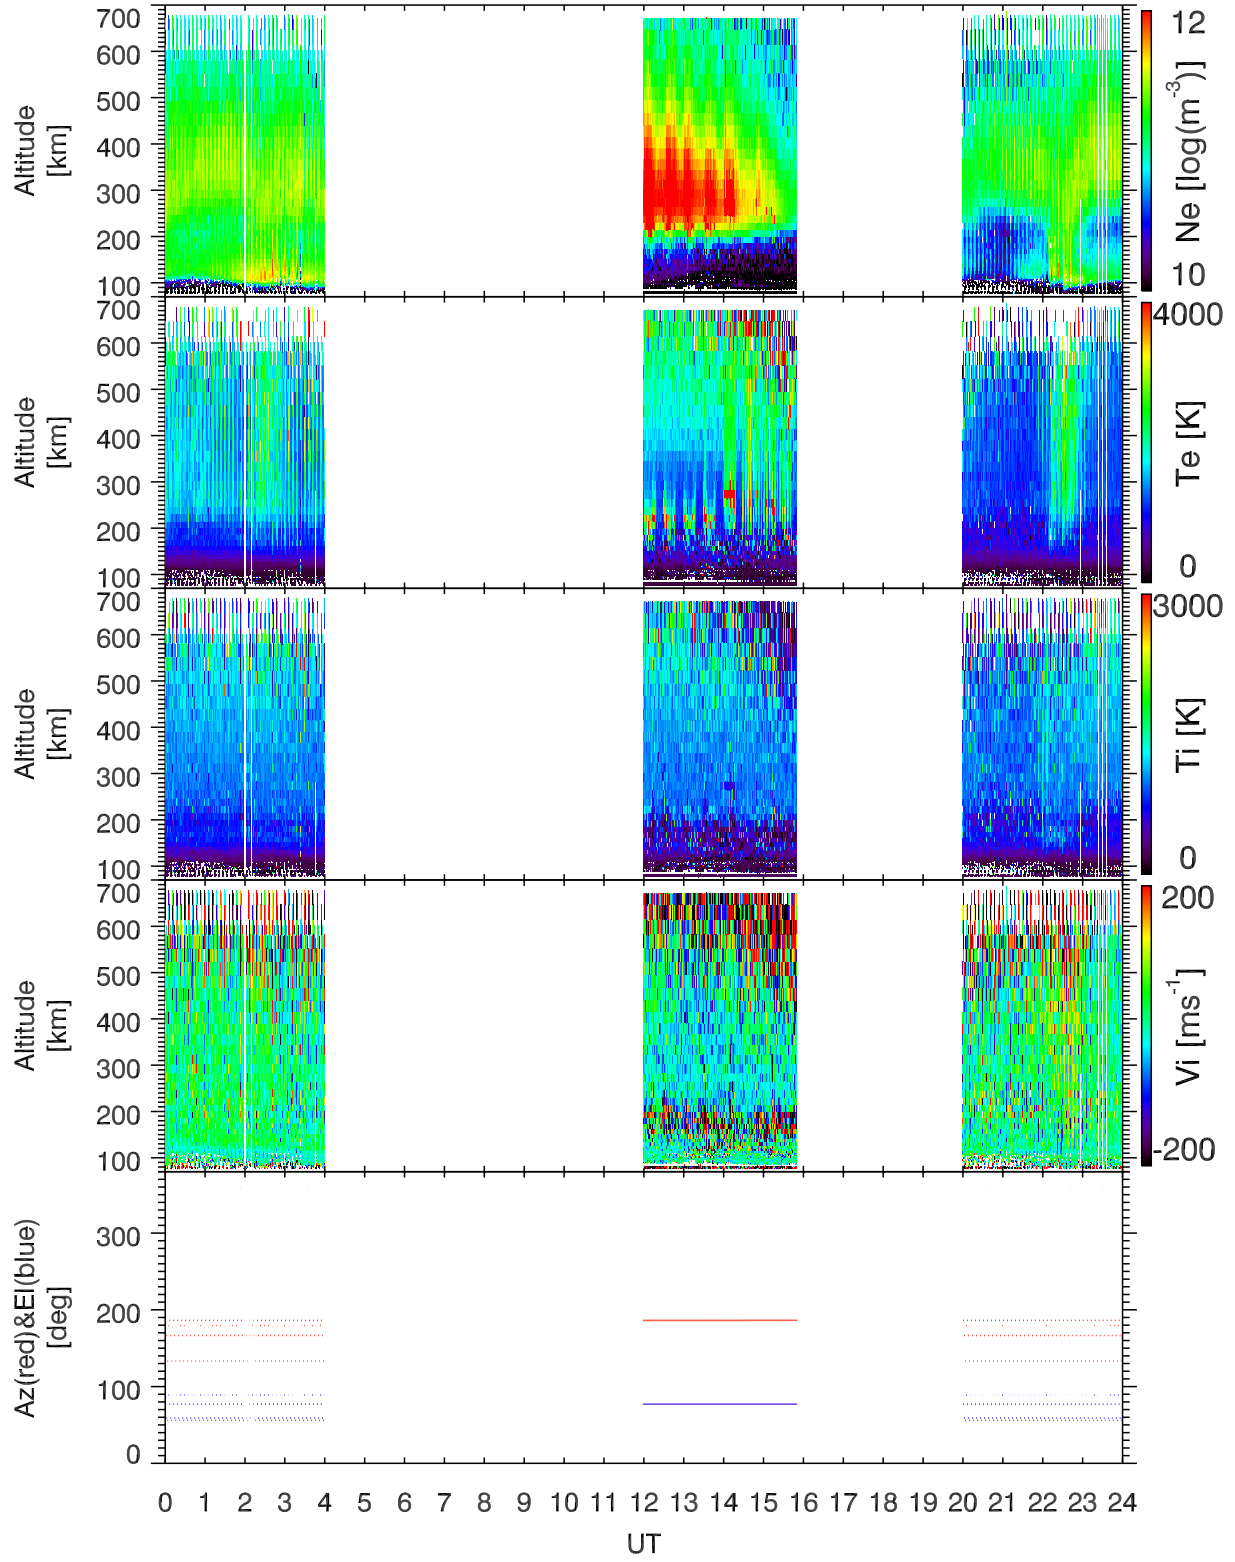 700
600
500
400
300
200
100
Altitude
[km]
12
10
Ne [log(m⁻³)]
700
600
500
400
300
200
100
Altitude
[km]
4000
0
Te [K]
700
600
500
400
300
200
100
Altitude
[km]
3000
0
Ti [K]
700
600
500
400
300
200
100
Altitude
[km]
200
-200
Vi [ms⁻¹]
300
200
100
0
Az(red)&El(blue)
[deg]
0 1 2 3 4 5 6 7 8 9 10 11 12 13 14 15 16 17 18 19 20 21 22 23 24
UT